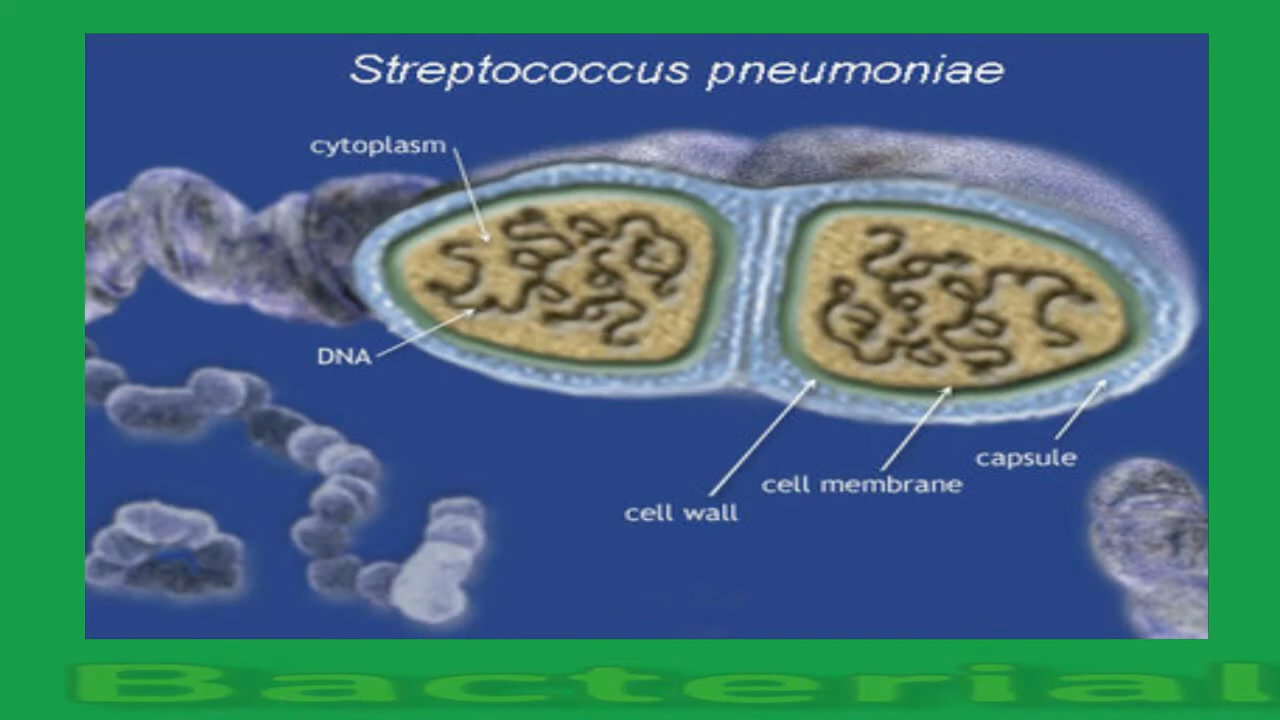 Streptococcus pneumoniae
cytoplasm
DNA
capsule
cell membrane
cell wall
Bacterial